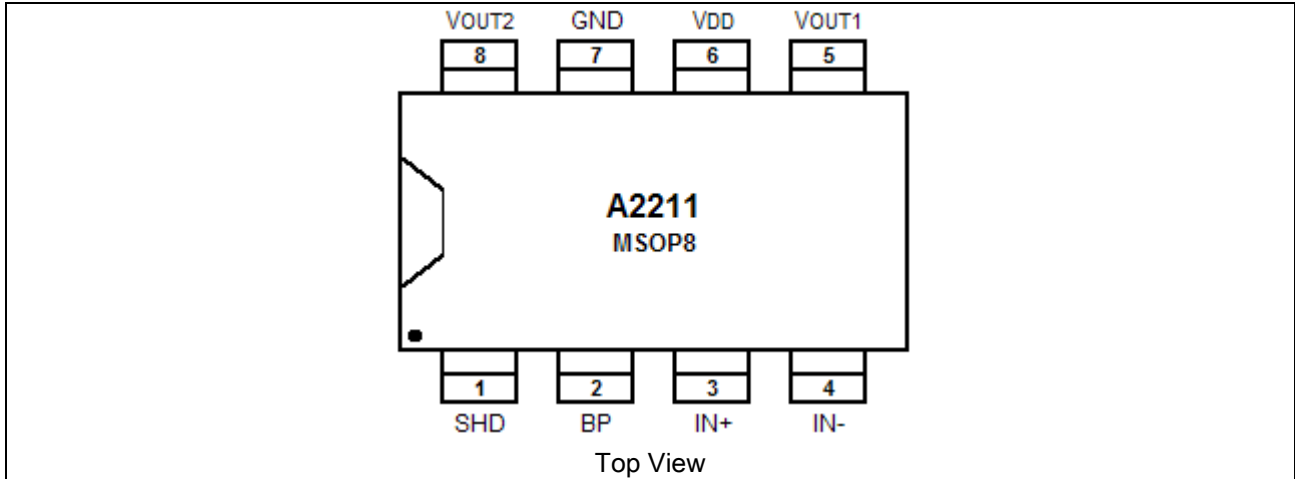 VOUT2 GND VDD VOUT1
8 7 6 5
A2211
MSOP8
1 2 3 4
SHD BP IN+ IN-
Top View